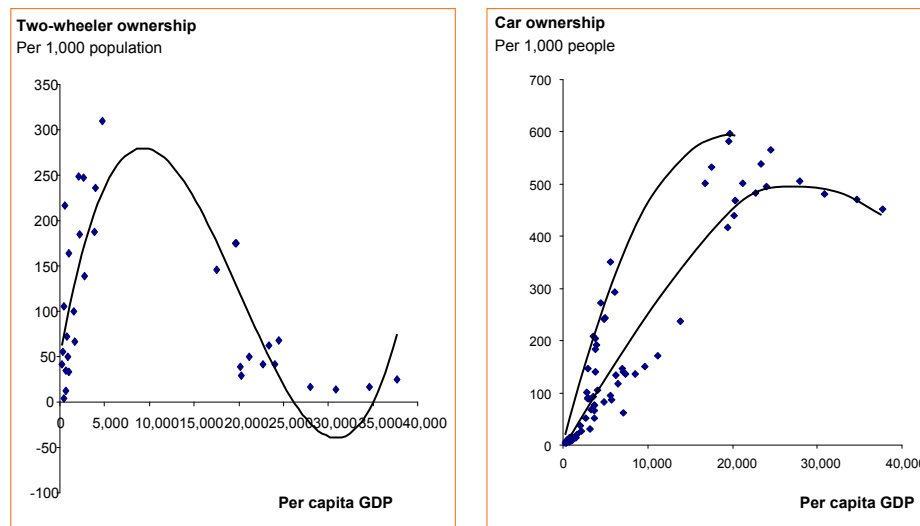 Two-wheeler ownership
Per 1,000 population
350
300
250
200
150
100
50
0
0 5,000 10,000 15,000 20,000 25,000 30,000 35,000 40,000
-50
-100
Per capita GDP
Car ownership
Per 1,000 people
700
600
500
400
300
200
100
0
0 10,000 20,000 30,000 40,000
Per capita GDP